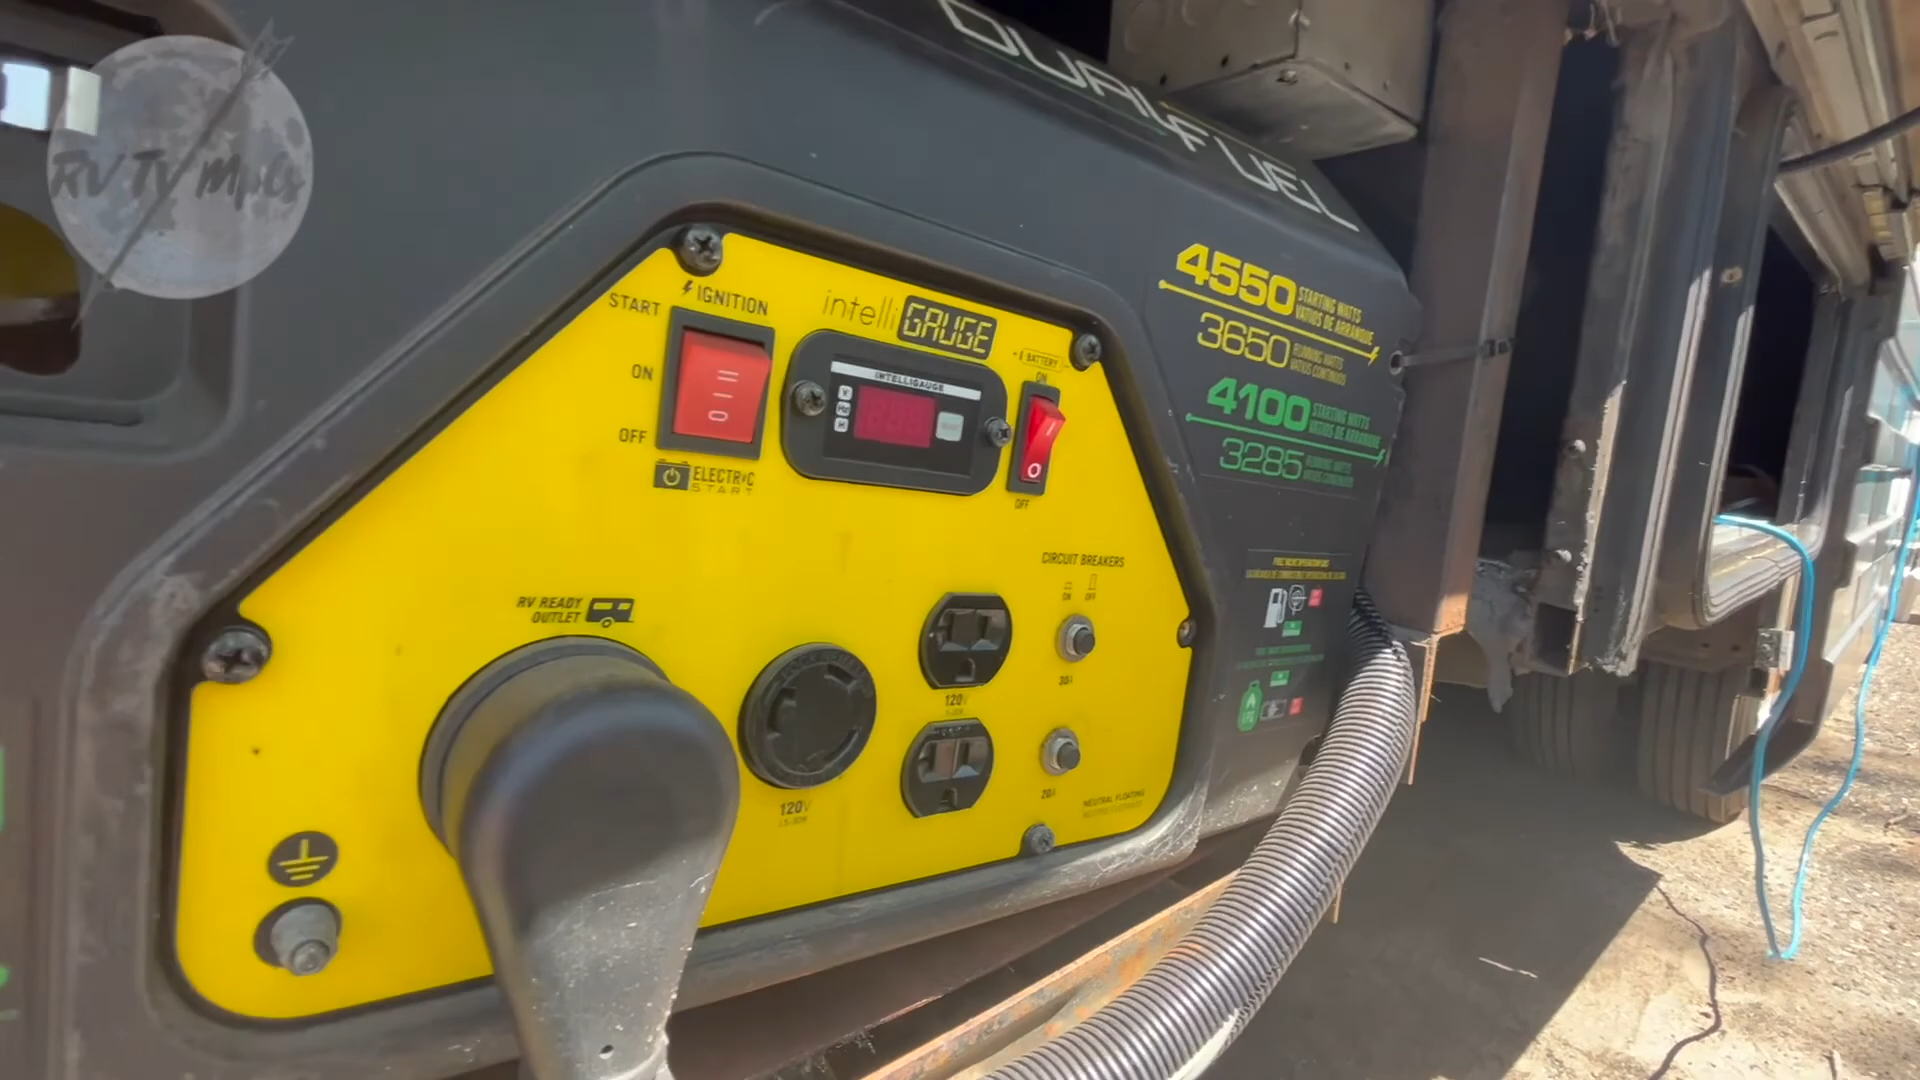 RV TV Mpls
DUAL FUEL
START
IGNITION
ON
OFF
ELECTRIC
START
intelli GAUGE
INTELLIGAUGE
BATTERY
ON
OFF
4550 STARTING WATTS
VATIOS DE ARRANQUE
3650 RUNNING WATTS
VATIOS CONTINUOS
4100 STARTING WATTS
VATIOS DE ARRANQUE
3285 RUNNING WATTS
VATIOS CONTINUOS
CIRCUIT BREAKERS
ON OFF
RV READY
OUTLET
120V
30A
120V
20A
NEUTRAL FLOATING